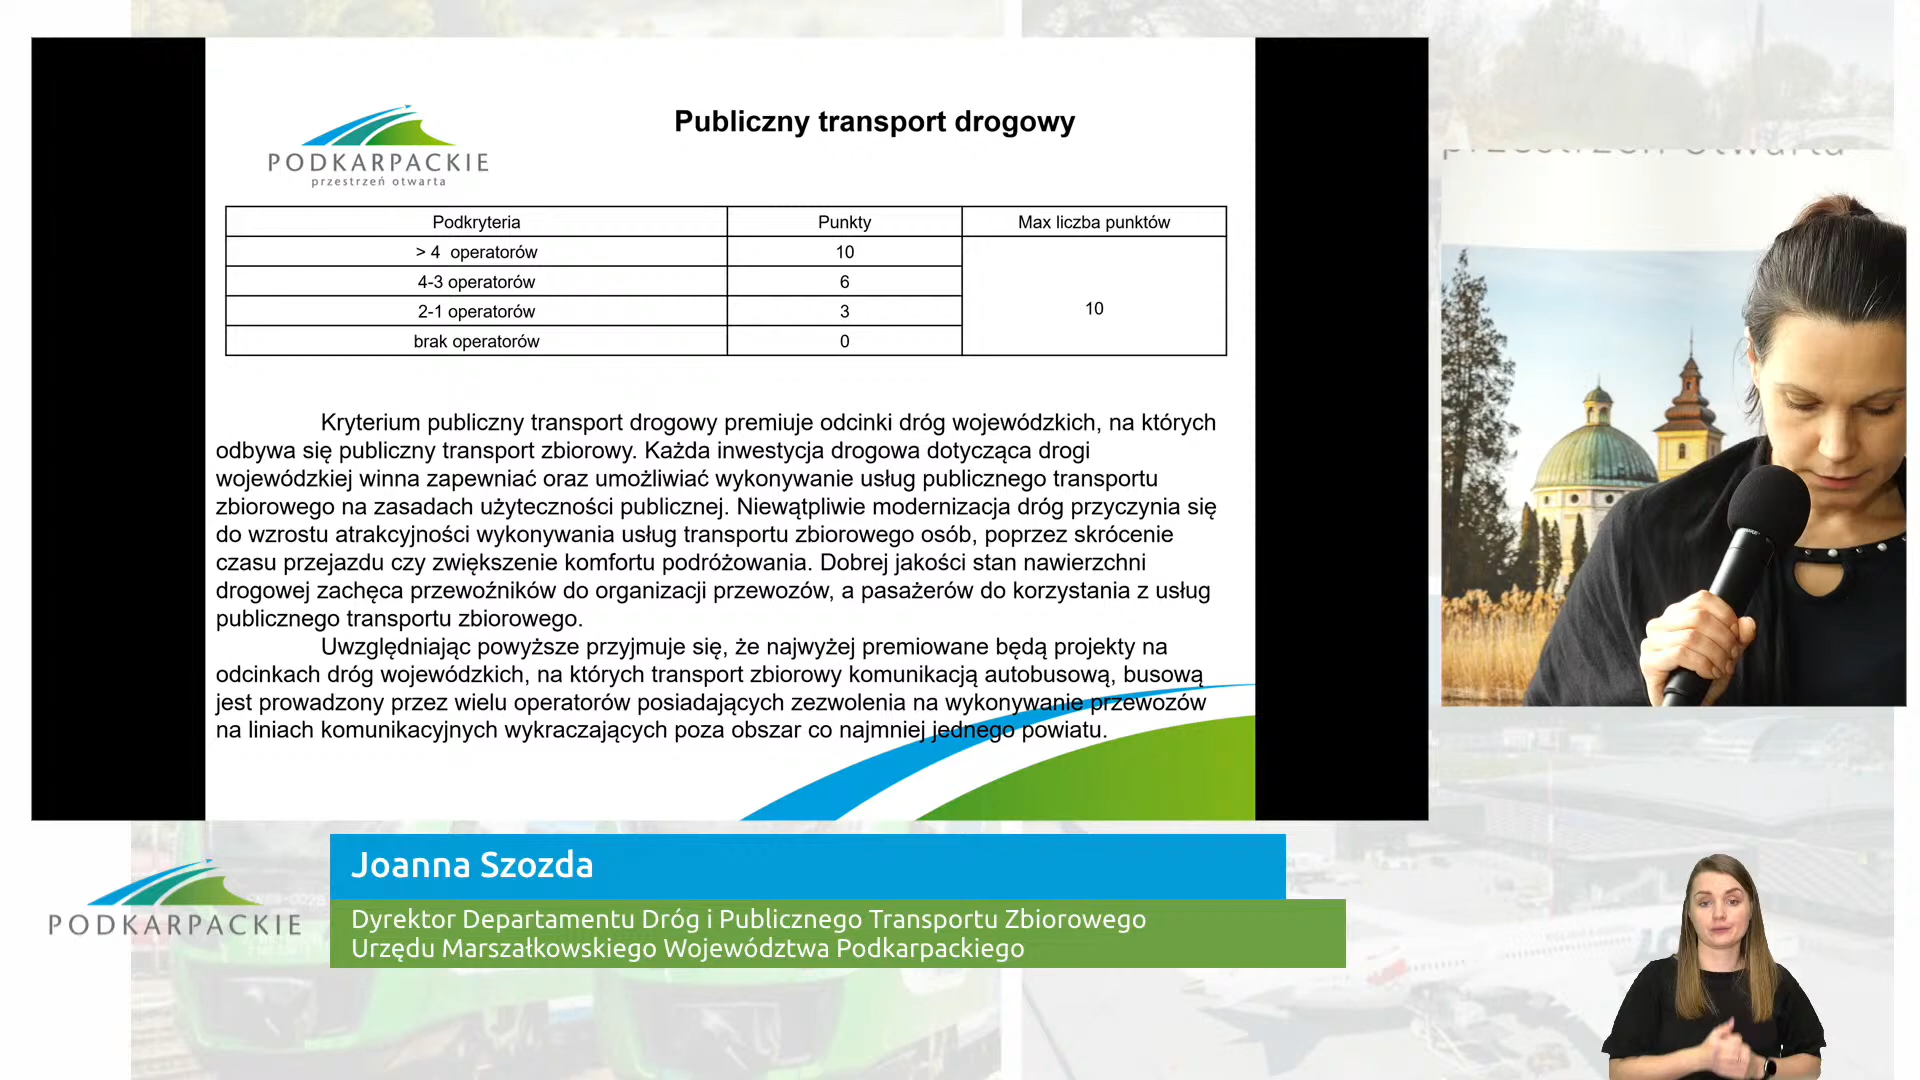 Publiczny transport drogowy
PODKARPACKIE
przestrzeń otwarta
Podkryteria Punkty Max liczba punktów
> 4 operatorów 10
4-3 operatorów 6
2-1 operatorów 3
brak operatorów 0
10
Kryterium publiczny transport drogowy premiuje odcinki dróg wojewódzkich, na których
odbywa się publiczny transport zbiorowy. Każda inwestycja drogowa dotycząca drogi
wojewódzkiej winna zapewniać oraz umożliwiać wykonywanie usług publicznego transportu
zbiorowego na zasadach użyteczności publicznej. Niewątpliwie modernizacja dróg przyczynia się
do wzrostu atrakcyjności wykonywania usług transportu zbiorowego osób, poprzez skrócenie
czasu przejazdu czy zwiększenie komfortu podróżowania. Dobrej jakości stan nawierzchni
drogowej zachęca przewoźników do organizacji przewozów, a pasażerów do korzystania z usług
publicznego transportu zbiorowego.
Uwzględniając powyższe przyjmuje się, że najwyżej premiowane będą projekty na
odcinkach dróg wojewódzkich, na których transport zbiorowy komunikacją autobusową, busową
jest prowadzony przez wielu operatorów posiadających zezwolenia na wykonywanie przewozów
na liniach komunikacyjnych wykraczających poza obszar co najmniej jednego powiatu.
przestrzeń otwarta
Joanna Szozda
Dyrektor Departamentu Dróg i Publicznego Transportu Zbiorowego
Urzędu Marszałkowskiego Województwa Podkarpackiego
PODKARPACKIE